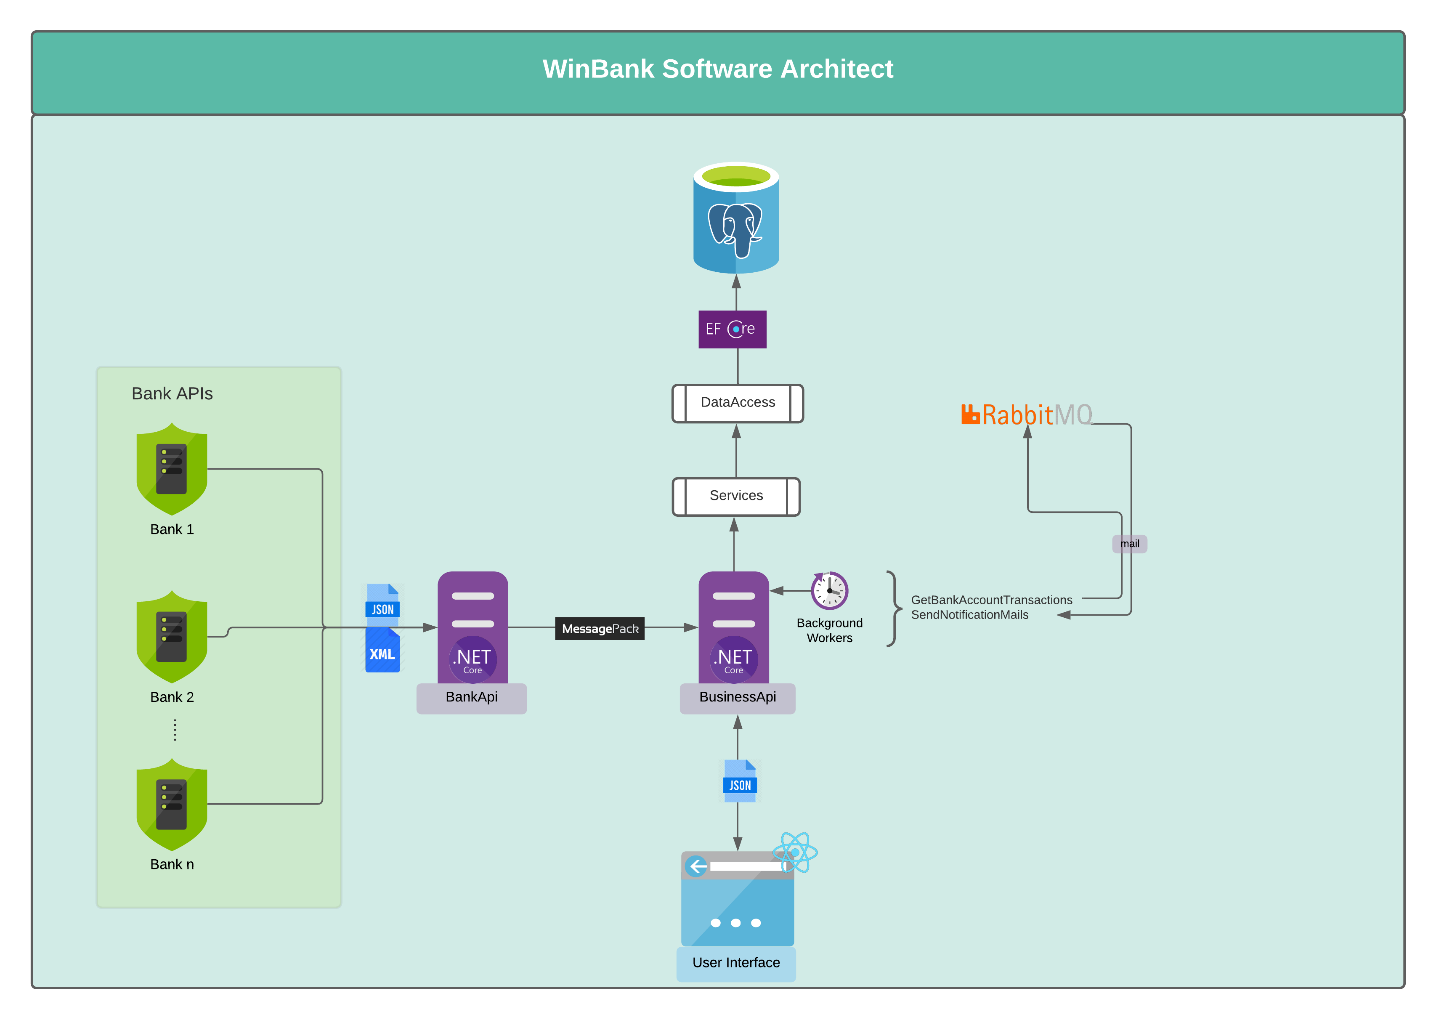 WinBank Software Architect
EF Core
Bank APIs
DataAccess
RabbitMQ
Services
Bank 1
mail
GetBankAccountTransactions
SendNotificationMails
Background
Workers
JSON
XML
MessagePack
.NET
Core
.NET
Core
BankApi
BusinessApi
Bank 2
JSON
Bank n
User Interface